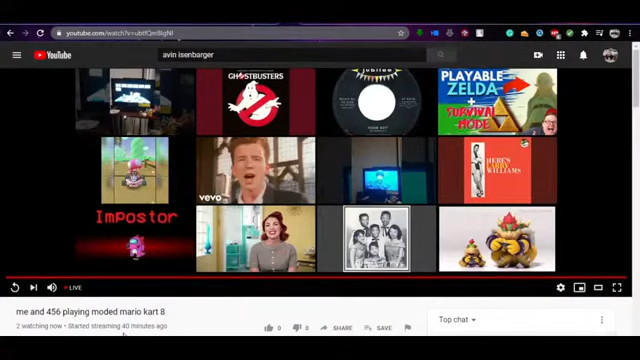 youtube.com/watch?v=ubtfQmBIgNI
YouTube
avin isenbarger
GHOSTBUSTERS
jubilee
PLAYABLE
ZELDA
+
SURVIVAL
MODE
vevo
HERE'S
LARRY
WILLIAMS
Impostor
LIVE
me and 456 playing moded mario kart 8
2 watching now • Started streaming 40 minutes ago
0
0
SHARE
SAVE
Top chat